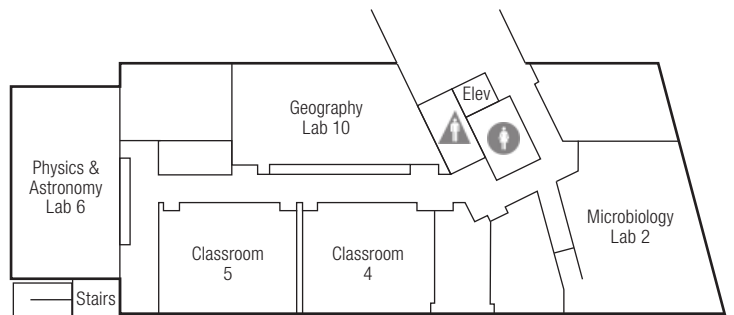 Geography
Lab 10
Elev
Physics &
Astronomy
Lab 6
Microbiology
Lab 2
Classroom
5
Classroom
4
Stairs